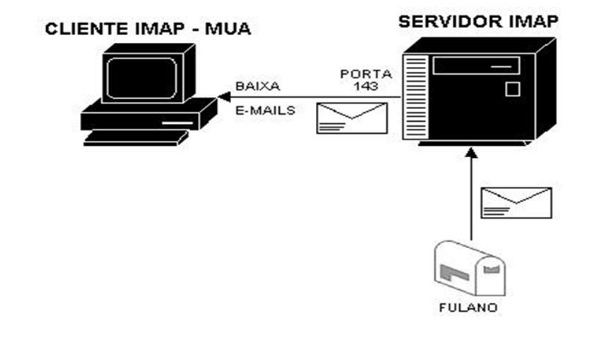 CLIENTE IMAP - MUA
SERVIDOR IMAP
BAIXA
E-MAILS
PORTA
143
FULANO